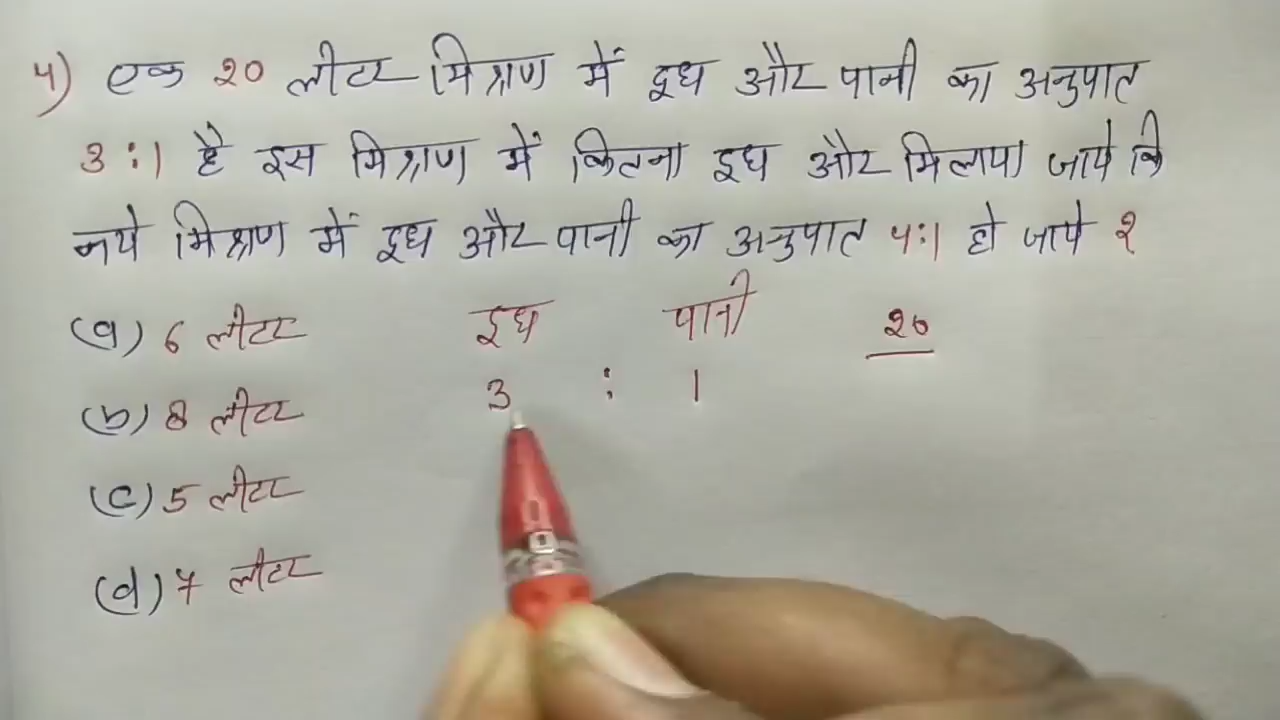 4) एक 20 लीटर मिश्रण में दूध और पानी का अनुपात
3 : 1 है इस मिश्रण में कितना दूध और मिलाया जाये कि
नये मिश्रण में दूध और पानी का अनुपात 4:1 हो जाये ?
(a) 6 लीटर दूध पानी 20
(b) 8 लीटर 3 : 1
(c) 5 लीटर
(d) 7 लीटर